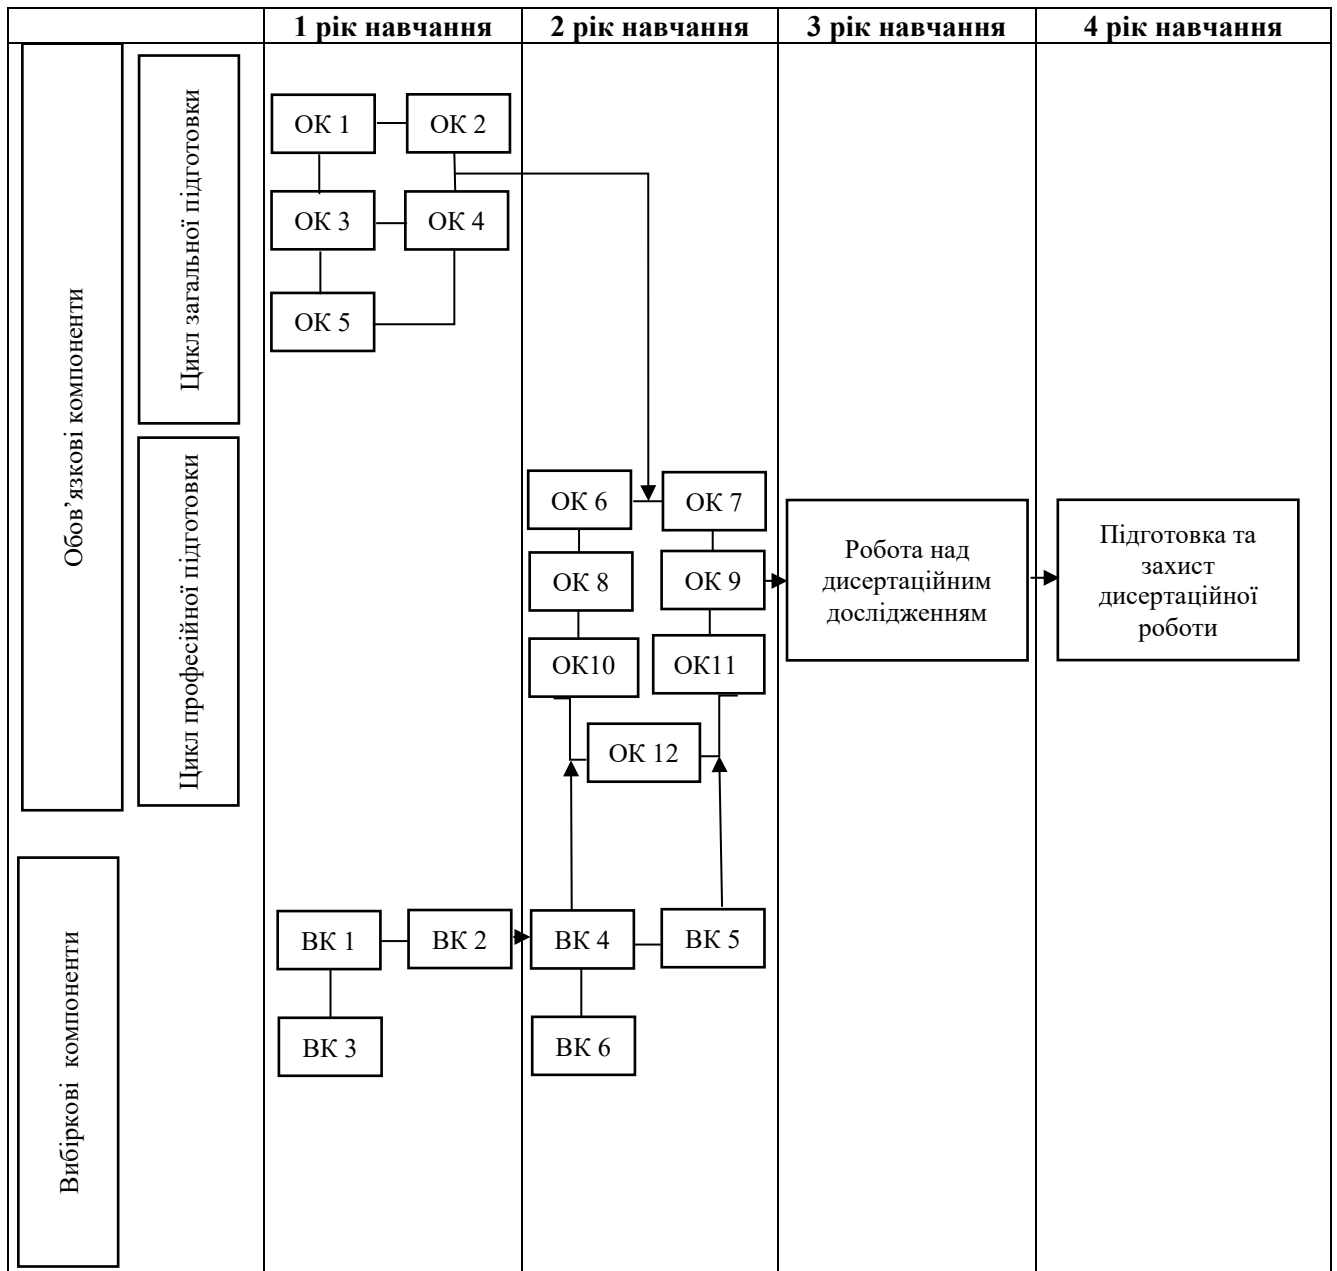 1 рік навчання
2 рік навчання
3 рік навчання
4 рік навчання
Обов’язкові компоненти
Цикл загальної підготовки
ОК 1
ОК 2
ОК 3
ОК 4
ОК 5
Цикл професійної підготовки
ОК 6
ОК 7
ОК 8
ОК 9
ОК10
ОК11
ОК 12
Робота над
дисертаційним
дослідженням
Підготовка та
захист
дисертаційної
роботи
Вибіркові компоненти
ВК 1
ВК 2
ВК 4
ВК 5
ВК 3
ВК 6